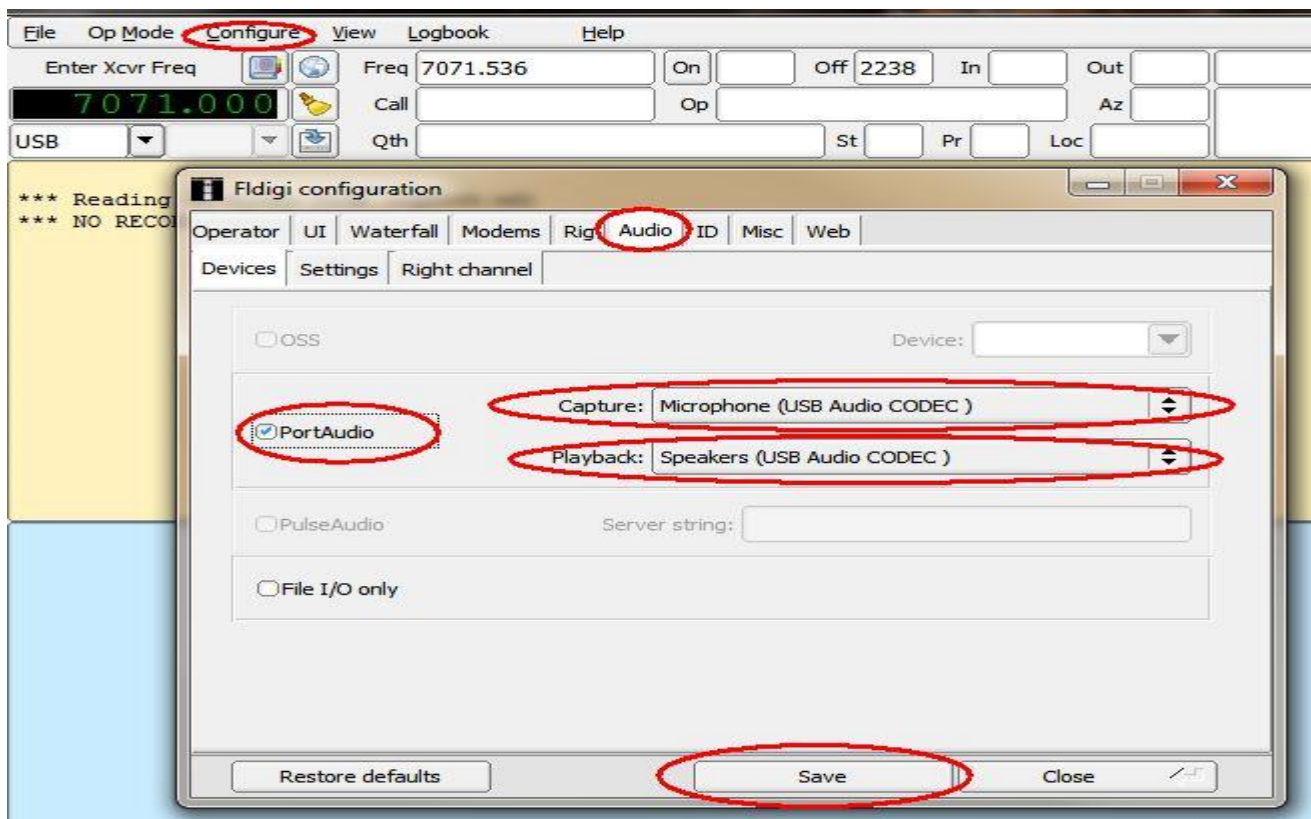 File Op Mode Configure View Logbook Help
Enter Xcvr Freq Freq 7071.536 On Off 2238 In Out
7071.000 Call Op Az
USB Qth St Pr Loc
*** Reading
*** NO RECO
Fldigi configuration
Operator UI Waterfall Modems Rig Audio ID Misc Web
Devices Settings Right channel
OSS Device:
Capture: Microphone (USB Audio CODEC )
PortAudio
Playback: Speakers (USB Audio CODEC )
PulseAudio Server string:
File I/O only
Restore defaults Save Close